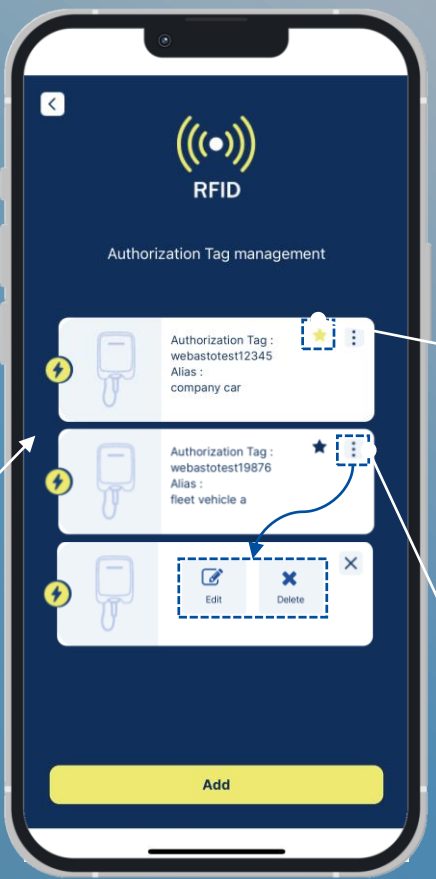 RFID
Authorization Tag management
Authorization Tag :
webastotest12345
Alias :
company car
Authorization Tag :
webastotest19876
Alias :
fleet vehicle a
Edit
Delete
Add